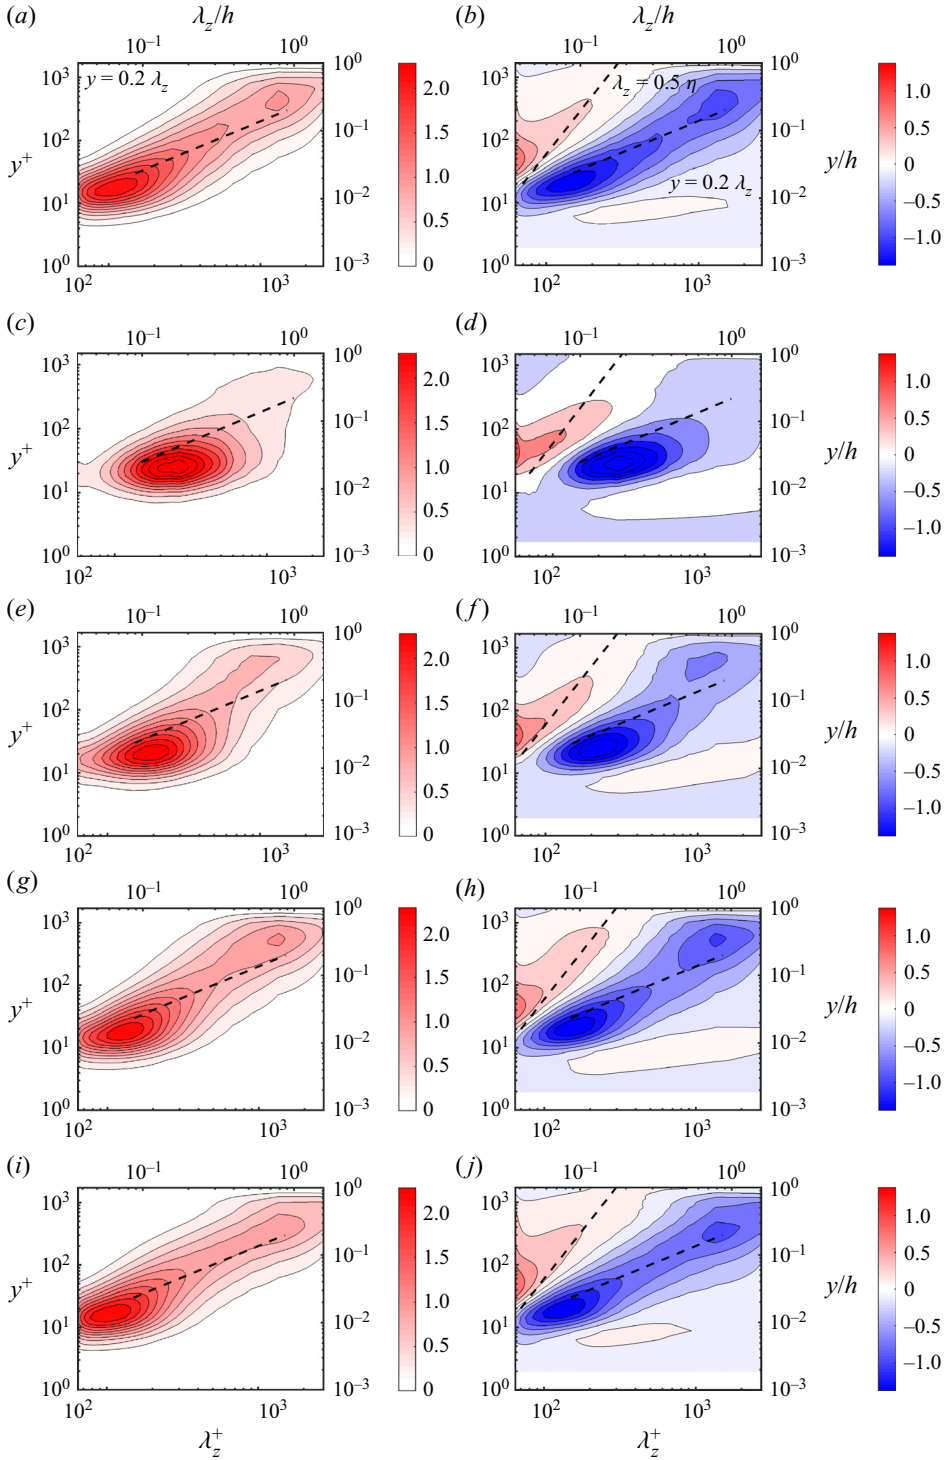 (a) λz/h (b) λz/h
10⁻¹ 10⁰ 10⁻¹ 10⁰
10³ y = 0.2 λz 10⁰ 2.0 10³ λz = 0.5 η 10⁰ 1.0
10² 10⁻¹ 1.5 10² 10⁻¹ 0.5
y⁺ 1.0 y⁺ y/h 0
10¹ 10⁻² 0.5 10¹ y = 0.2 λz 10⁻² −0.5
10⁰ 10⁻³ 0 10⁰ 10⁻³ −1.0
10² 10³ 10² 10³
(c) (d)
10⁻¹ 10⁰ 10⁻¹ 10⁰
10³ 10⁰ 2.0 10³ 10⁰ 1.0
10² 10⁻¹ 1.5 10² 10⁻¹ 0.5
y⁺ 1.0 y⁺ y/h 0
10¹ 10⁻² 0.5 10¹ 10⁻² −0.5
10⁰ 10⁻³ 0 10⁰ 10⁻³ −1.0
10² 10³ 10² 10³
(e) (f)
10⁻¹ 10⁰ 10⁻¹ 10⁰
10³ 10⁰ 2.0 10³ 10⁰ 1.0
10² 10⁻¹ 1.5 10² 10⁻¹ 0.5
y⁺ 1.0 y⁺ y/h 0
10¹ 10⁻² 0.5 10¹ 10⁻² −0.5
10⁰ 10⁻³ 0 10⁰ 10⁻³ −1.0
10² 10³ 10² 10³
(g) (h)
10⁻¹ 10⁰ 10⁻¹ 10⁰
10³ 10⁰ 2.0 10³ 10⁰ 1.0
10² 10⁻¹ 1.5 10² 10⁻¹ 0.5
y⁺ 1.0 y⁺ y/h 0
10¹ 10⁻² 0.5 10¹ 10⁻² −0.5
10⁰ 10⁻³ 0 10⁰ 10⁻³ −1.0
10² 10³ 10² 10³
(i) (j)
10⁻¹ 10⁰ 10⁻¹ 10⁰
10³ 10⁰ 2.0 10³ 10⁰ 1.0
10² 10⁻¹ 1.5 10² 10⁻¹ 0.5
y⁺ 1.0 y⁺ y/h 0
10¹ 10⁻² 0.5 10¹ 10⁻² −0.5
10⁰ 10⁻³ 0 10⁰ 10⁻³ −1.0
10² 10³ 10² 10³
λz⁺ λz⁺